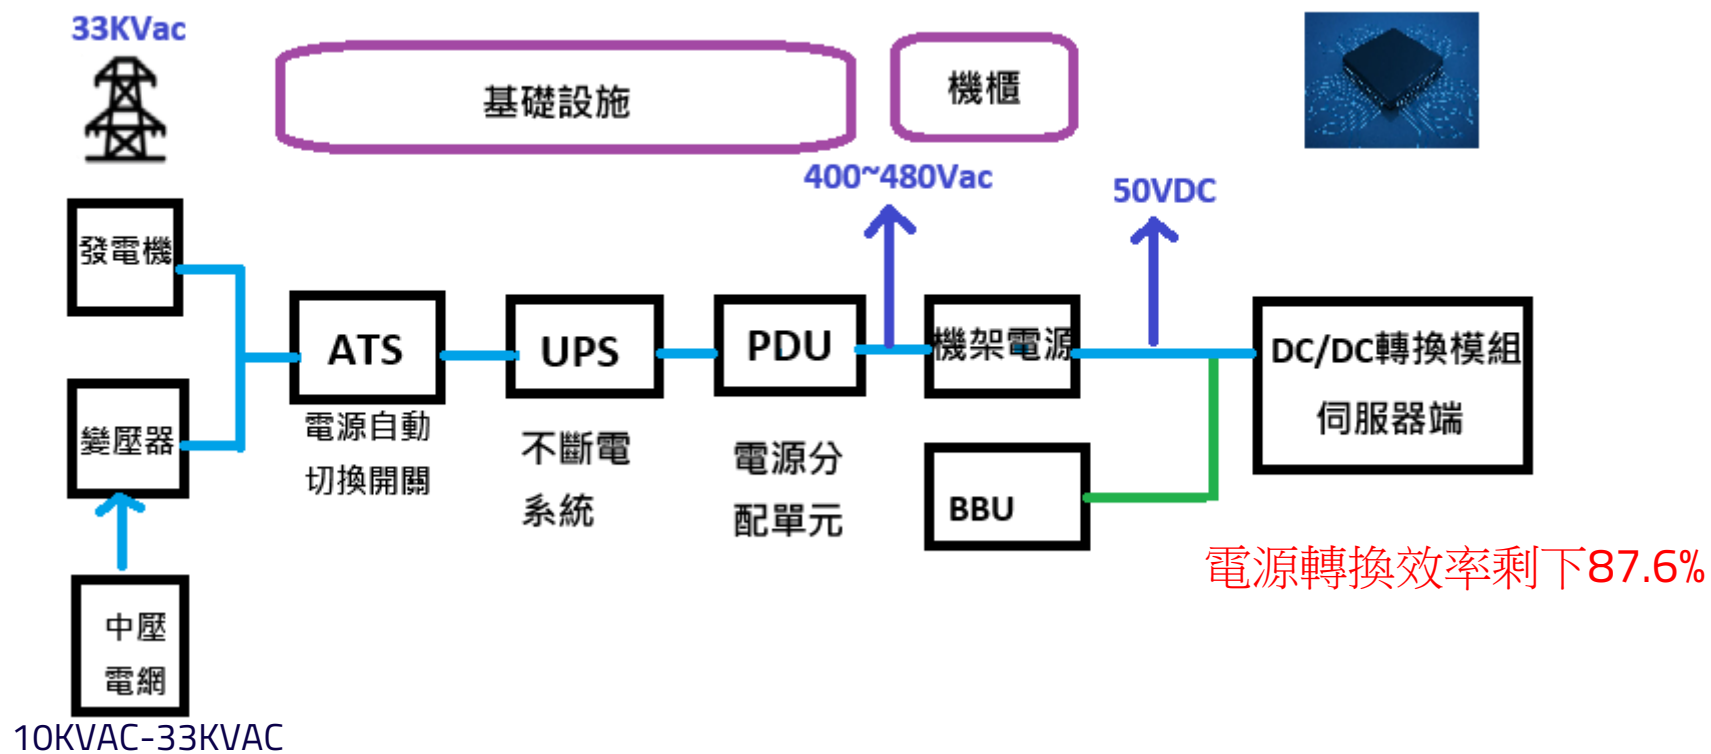 33KVac
基礎設施
機櫃
400~480Vac
50VDC
發電機
ATS
電源自動
切換開關
UPS
不斷電
系統
PDU
電源分
配單元
機架電源
DC/DC轉換模組
伺服器端
變壓器
BBU
電源轉換效率剩下87.6%
中壓
電網
10KVAC-33KVAC